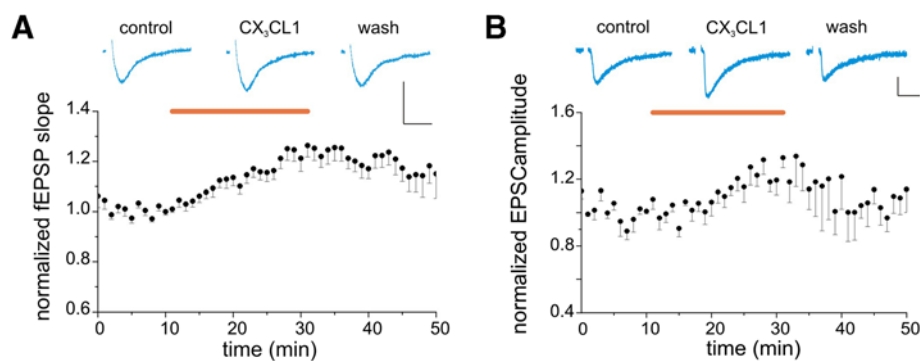 A
control CX₃CL1 wash
normalized fEPSP slope
1.4
1.2
1.0
0.8
0.6
0 10 20 30 40 50
time (min)
B
control CX₃CL1 wash
normalized EPSCamplitude
1.6
1.2
0.8
0.4
0 10 20 30 40 50
time (min)